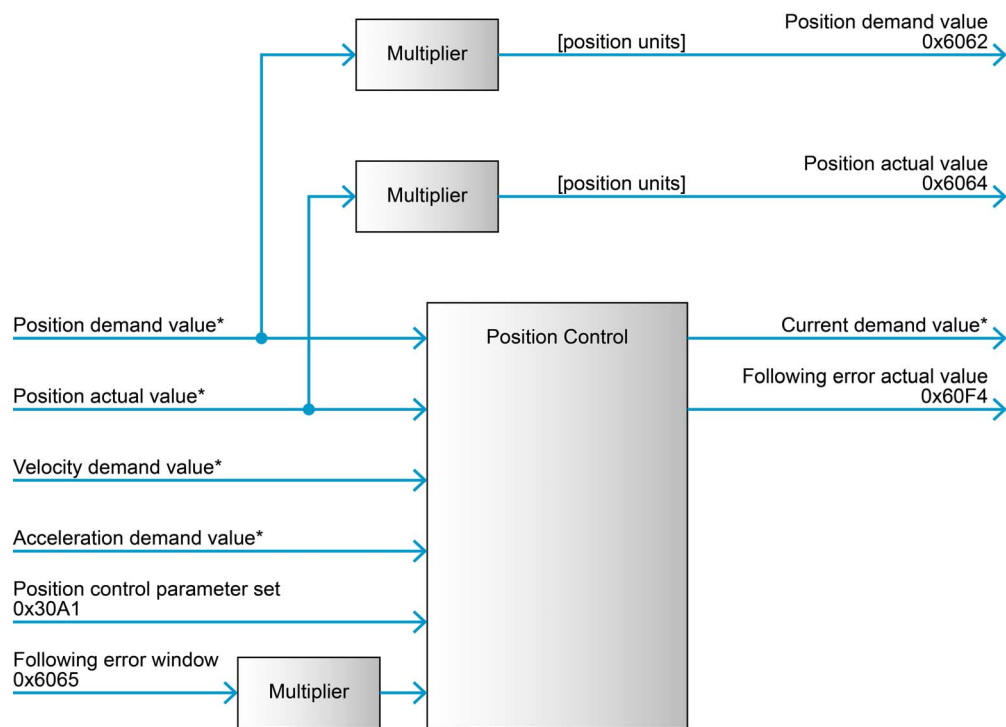 Position demand value
0x6062
Multiplier
[position units]
Position actual value
0x6064
Multiplier
[position units]
Position demand value*
Position Control
Current demand value*
Following error actual value
0x60F4
Position actual value*
Velocity demand value*
Acceleration demand value*
Position control parameter set
0x30A1
Following error window
0x6065
Multiplier